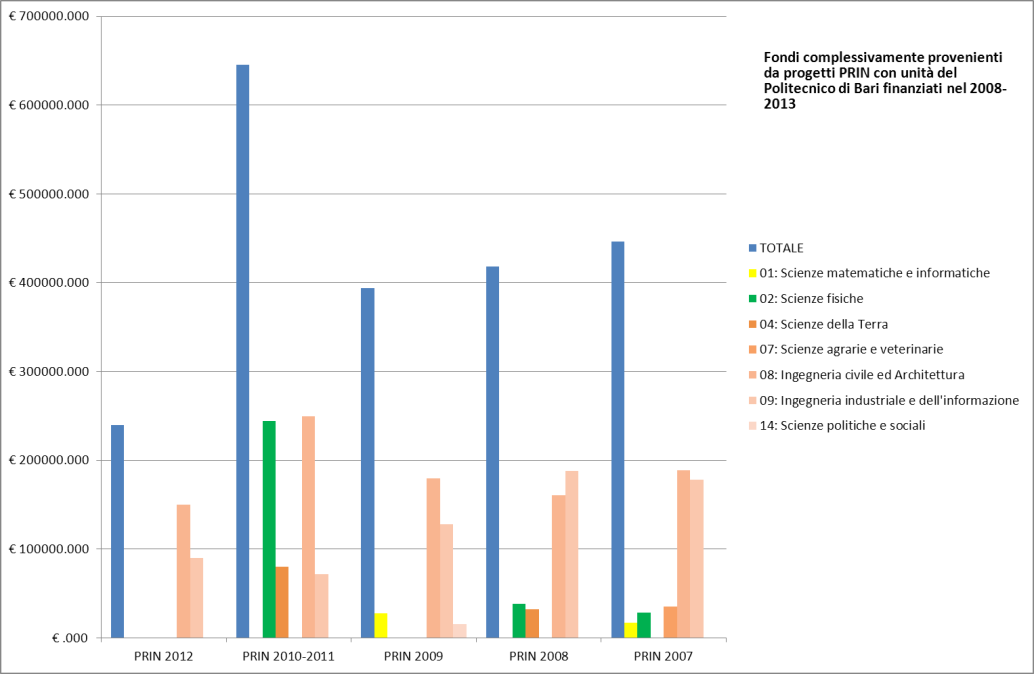 € 700000.000
€ 600000.000
€ 500000.000
€ 400000.000
€ 300000.000
€ 200000.000
€ 100000.000
€ .000
PRIN 2012
PRIN 2010-2011
PRIN 2009
PRIN 2008
PRIN 2007
Fondi complessivamente provenienti
da progetti PRIN con unità del
Politecnico di Bari finanziati nel 2008-
2013
TOTALE
01: Scienze matematiche e informatiche
02: Scienze fisiche
04: Scienze della Terra
07: Scienze agrarie e veterinarie
08: Ingegneria civile ed Architettura
09: Ingegneria industriale e dell'informazione
14: Scienze politiche e sociali